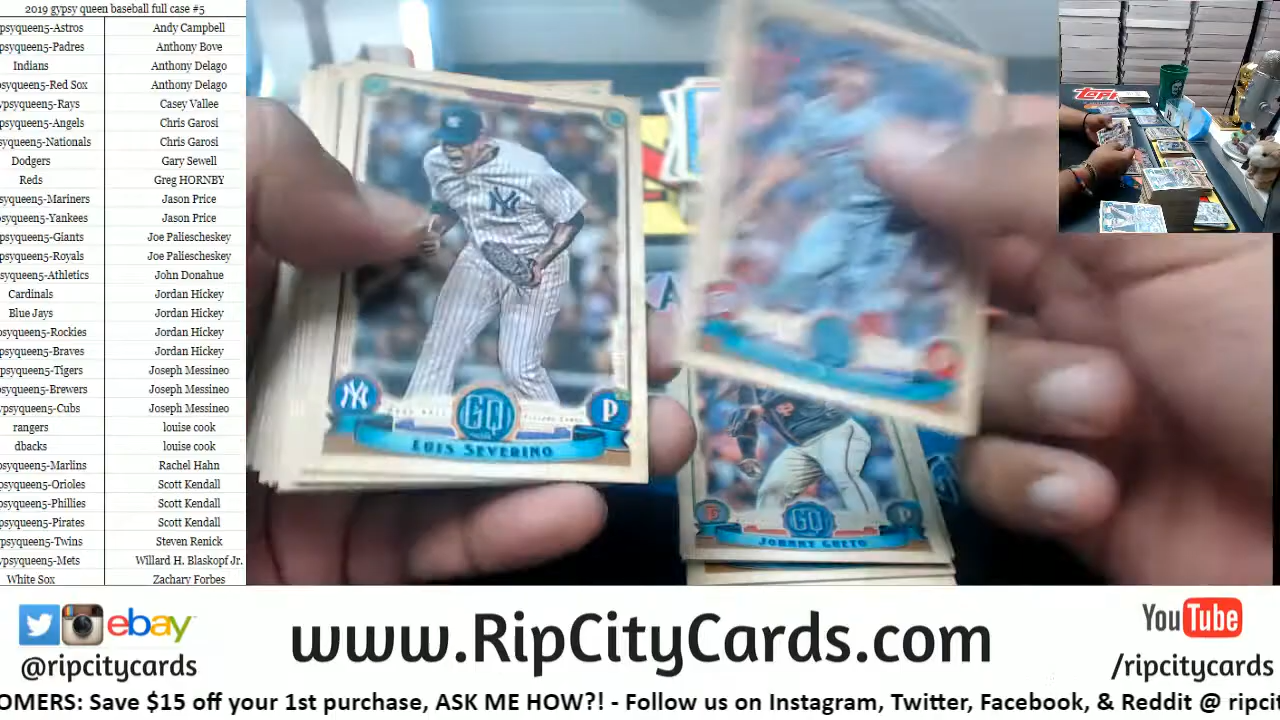 2019 gypsy queen baseball full case #5
psyqueen5-Astros Andy Campbell
psyqueen5-Padres Anthony Bove
Indians Anthony Delago
psyqueen5-Red Sox Anthony Delago
ypsyqueen5-Rays Casey Vallee
psyqueen5-Angels Chris Garosi
psyqueen5-Nationals Chris Garosi
Dodgers Gary Sewell
Reds Greg HORNBY
psyqueen5-Mariners Jason Price
psyqueen5-Yankees Jason Price
psyqueen5-Giants Joe Paliescheskey
psyqueen5-Royals Joe Paliescheskey
syqueen5-Athletics John Donahue
Cardinals Jordan Hickey
Blue Jays Jordan Hickey
psyqueen5-Rockies Jordan Hickey
psyqueen5-Braves Jordan Hickey
psyqueen5-Tigers Joseph Messineo
psyqueen5-Brewers Joseph Messineo
ypsyqueen5-Cubs Joseph Messineo
rangers louise cook
dbacks louise cook
psyqueen5-Marlins Rachel Hahn
psyqueen5-Orioles Scott Kendall
psyqueen5-Phillies Scott Kendall
psyqueen5-Pirates Scott Kendall
psyqueen5-Twins Steven Renick
ypsyqueen5-Mets Willard H. Blaskopf Jr.
White Sox Zachary Forbes
NY
NY GQ P
LUIS SEVERINO
GQ P
JOHNNY CUETO
topps
ebay
@ripcitycards
www.RipCityCards.com
YouTube
/ripcitycards
OMERS: Save $15 off your 1st purchase, ASK ME HOW?! - Follow us on Instagram, Twitter, Facebook, & Reddit @ ripcit